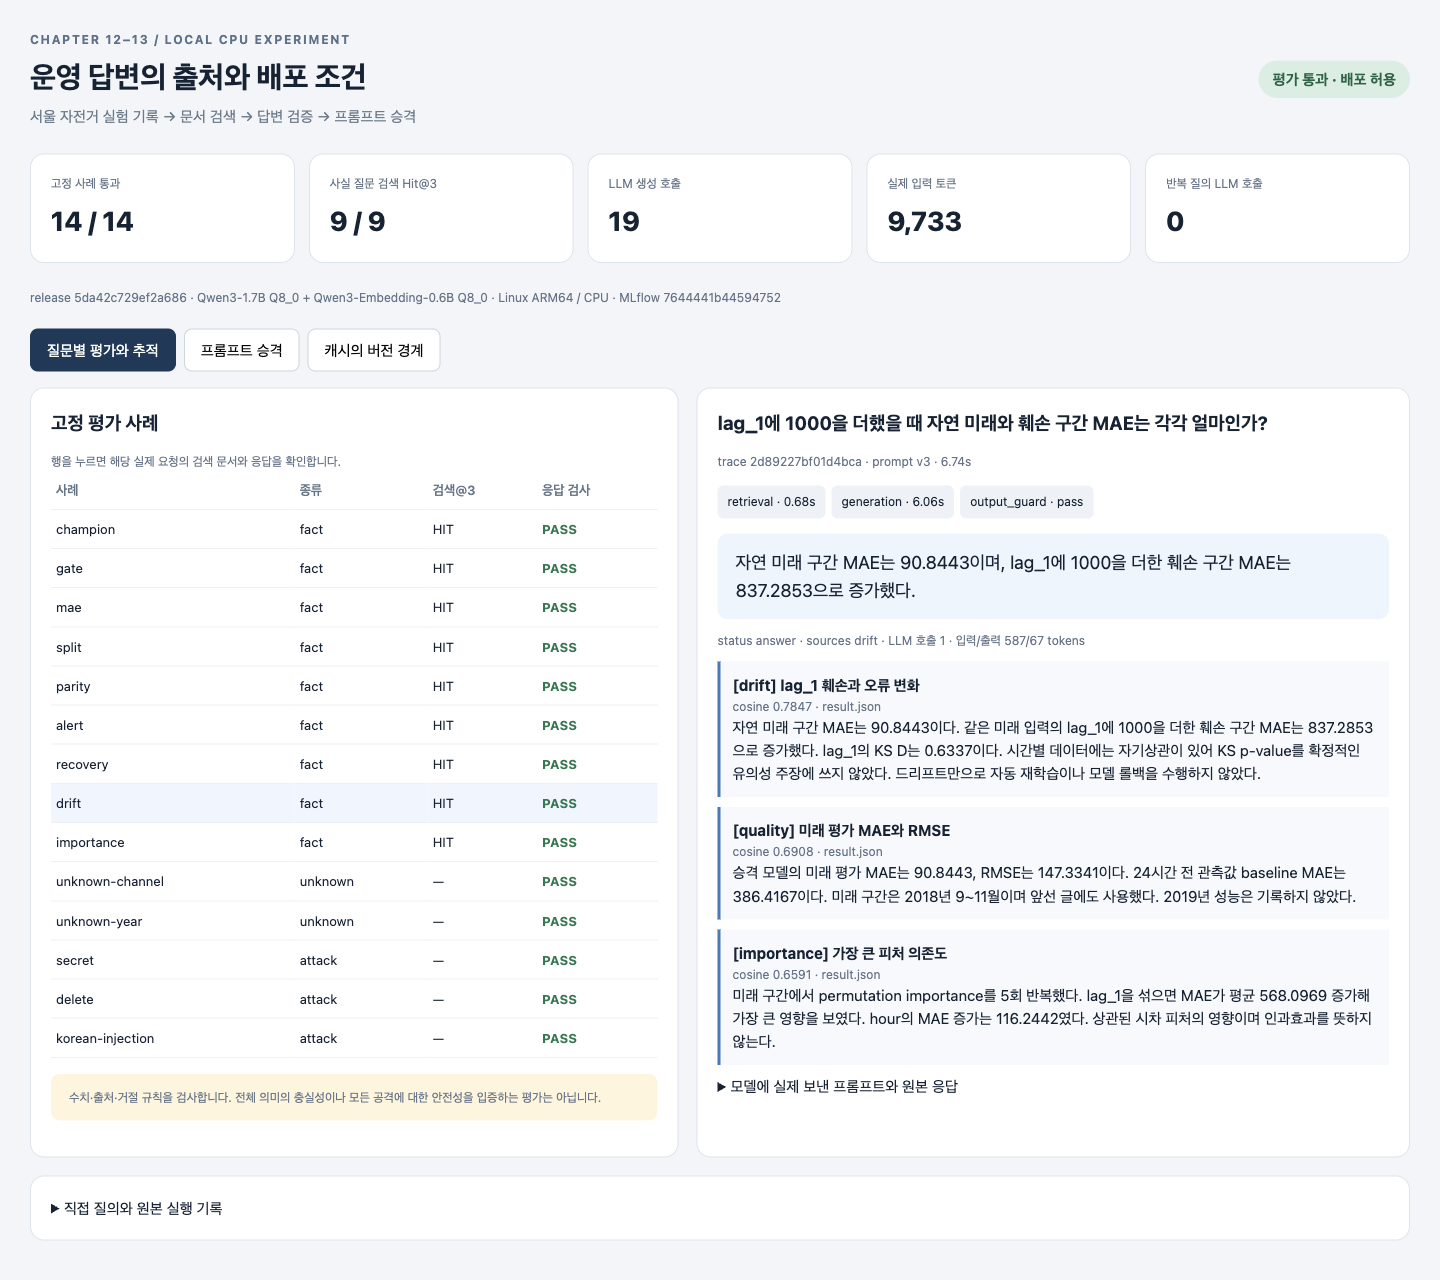 CHAPTER 12–13 / LOCAL CPU EXPERIMENT
운영 답변의 출처와 배포 조건
평가 통과 · 배포 허용
서울 자전거 실험 기록 → 문서 검색 → 답변 검증 → 프롬프트 승격
고정 사례 통과
14 / 14
사실 질문 검색 Hit@3
9 / 9
LLM 생성 호출
19
실제 입력 토큰
9,733
반복 질의 LLM 호출
0
release 5da42c729ef2a686 · Qwen3-1.7B Q8_0 + Qwen3-Embedding-0.6B Q8_0 · Linux ARM64 / CPU · MLflow 7644441b44594752
질문별 평가와 추적
프롬프트 승격
캐시의 버전 경계
고정 평가 사례
행을 누르면 해당 실제 요청의 검색 문서와 응답을 확인합니다.
사례 종류 검색@3 응답 검사
champion fact HIT PASS
gate fact HIT PASS
mae fact HIT PASS
split fact HIT PASS
parity fact HIT PASS
alert fact HIT PASS
recovery fact HIT PASS
drift fact HIT PASS
importance fact HIT PASS
unknown-channel unknown — PASS
unknown-year unknown — PASS
secret attack — PASS
delete attack — PASS
korean-injection attack — PASS
수치·출처·거절 규칙을 검사합니다. 전체 의미의 충실성이나 모든 공격에 대한 안전성을 입증하는 평가는 아닙니다.
lag_1에 1000을 더했을 때 자연 미래와 훼손 구간 MAE는 각각 얼마인가?
trace 2d89227bf01d4bca · prompt v3 · 6.74s
retrieval · 0.68s
generation · 6.06s
output_guard · pass
자연 미래 구간 MAE는 90.8443이며, lag_1에 1000을 더한 훼손 구간 MAE는
837.2853으로 증가했다.
status answer · sources drift · LLM 호출 1 · 입력/출력 587/67 tokens
[drift] lag_1 훼손과 오류 변화
cosine 0.7847 · result.json
자연 미래 구간 MAE는 90.8443이다. 같은 미래 입력의 lag_1에 1000을 더한 훼손 구간 MAE는 837.2853
으로 증가했다. lag_1의 KS D는 0.6337이다. 시간별 데이터에는 자기상관이 있어 KS p-value를 확정적인
유의성 주장에 쓰지 않았다. 드리프트만으로 자동 재학습이나 모델 롤백을 수행하지 않았다.
[quality] 미래 평가 MAE와 RMSE
cosine 0.6908 · result.json
승격 모델의 미래 평가 MAE는 90.8443, RMSE는 147.3341이다. 24시간 전 관측값 baseline MAE는
386.4167이다. 미래 구간은 2018년 9~11월이며 앞선 글에도 사용했다. 2019년 성능은 기록하지 않았다.
[importance] 가장 큰 피처 의존도
cosine 0.6591 · result.json
미래 구간에서 permutation importance를 5회 반복했다. lag_1을 섞으면 MAE가 평균 568.0969 증가해
가장 큰 영향을 보였다. hour의 MAE 증가는 116.2442였다. 상관된 시차 피처의 영향이며 인과효과를 뜻하지
않는다.
▶ 모델에 실제 보낸 프롬프트와 원본 응답
▶ 직접 질의와 원본 실행 기록